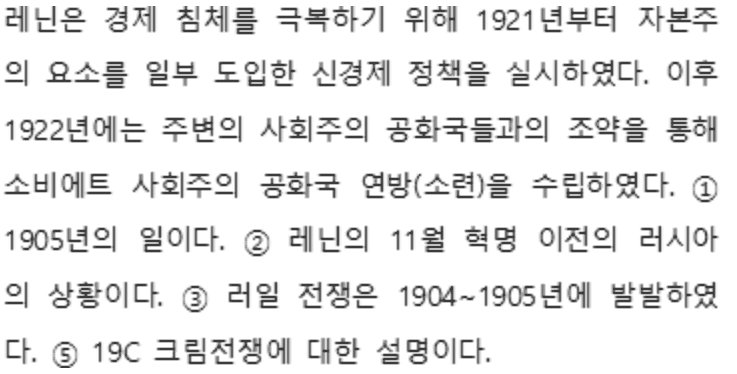 레닌은 경제 침체를 극복하기 위해 1921년부터 자본주
의 요소를 일부 도입한 신경제 정책을 실시하였다. 이후
1922년에는 주변의 사회주의 공화국들과의 조약을 통해
소비에트 사회주의 공화국 연방(소련)을 수립하였다. ①
1905년의 일이다. ② 레닌의 11월 혁명 이전의 러시아
의 상황이다. ③ 러일 전쟁은 1904~1905년에 발발하였
다. ⑤ 19C 크림전쟁에 대한 설명이다.